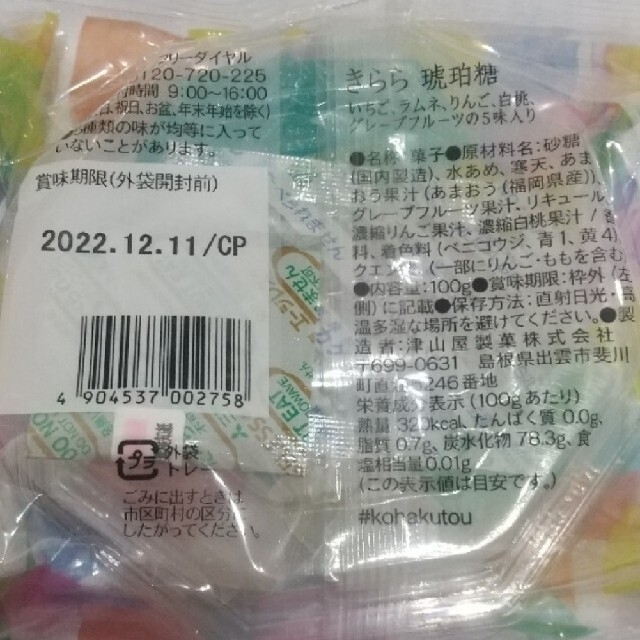 リーダイヤル
0120-720-225
時間 9:00～16:00
日,祝日、お盆、年末年始を除く)
種類の味が均等に入って
いないことがあります。
賞味期限(外袋開封前)
2022.12.11/CP
4 904537 002758
プラ
外袋
トレー
ごみに出すときは
市区町村の区分に
したがってください。
きらら 琥珀糖
いちご、ラムネ、りんご、白桃、
グレープフルーツの5味入り
●名称:菓子●原材料名:砂糖
(国内製造)、水あめ、寒天、あま
おう果汁(あまおう(福岡県産))、
グレープフルーツ果汁、リキュール、
濃縮りんご果汁、濃縮白桃果汁/香
料、着色料(ベニコウジ、青1、黄4)、
クエン、(一部にりんご・ももを含む)
●内容量:100g●賞味期限:枠外(左
側)に記載●保存方法:直射日光・高
温多湿な場所を避けてください。●製
造者:津山屋製菓株式会社
〒699-0631 島根県出雲市斐川
町直江4246番地
栄養成分表示(100gあたり)
熱量 320kcal、たんぱく質 0.0g、
脂質 0.7g、炭水化物 78.3g、食
塩相当量0.01g
(この表示値は目安です。)
#kohakutou